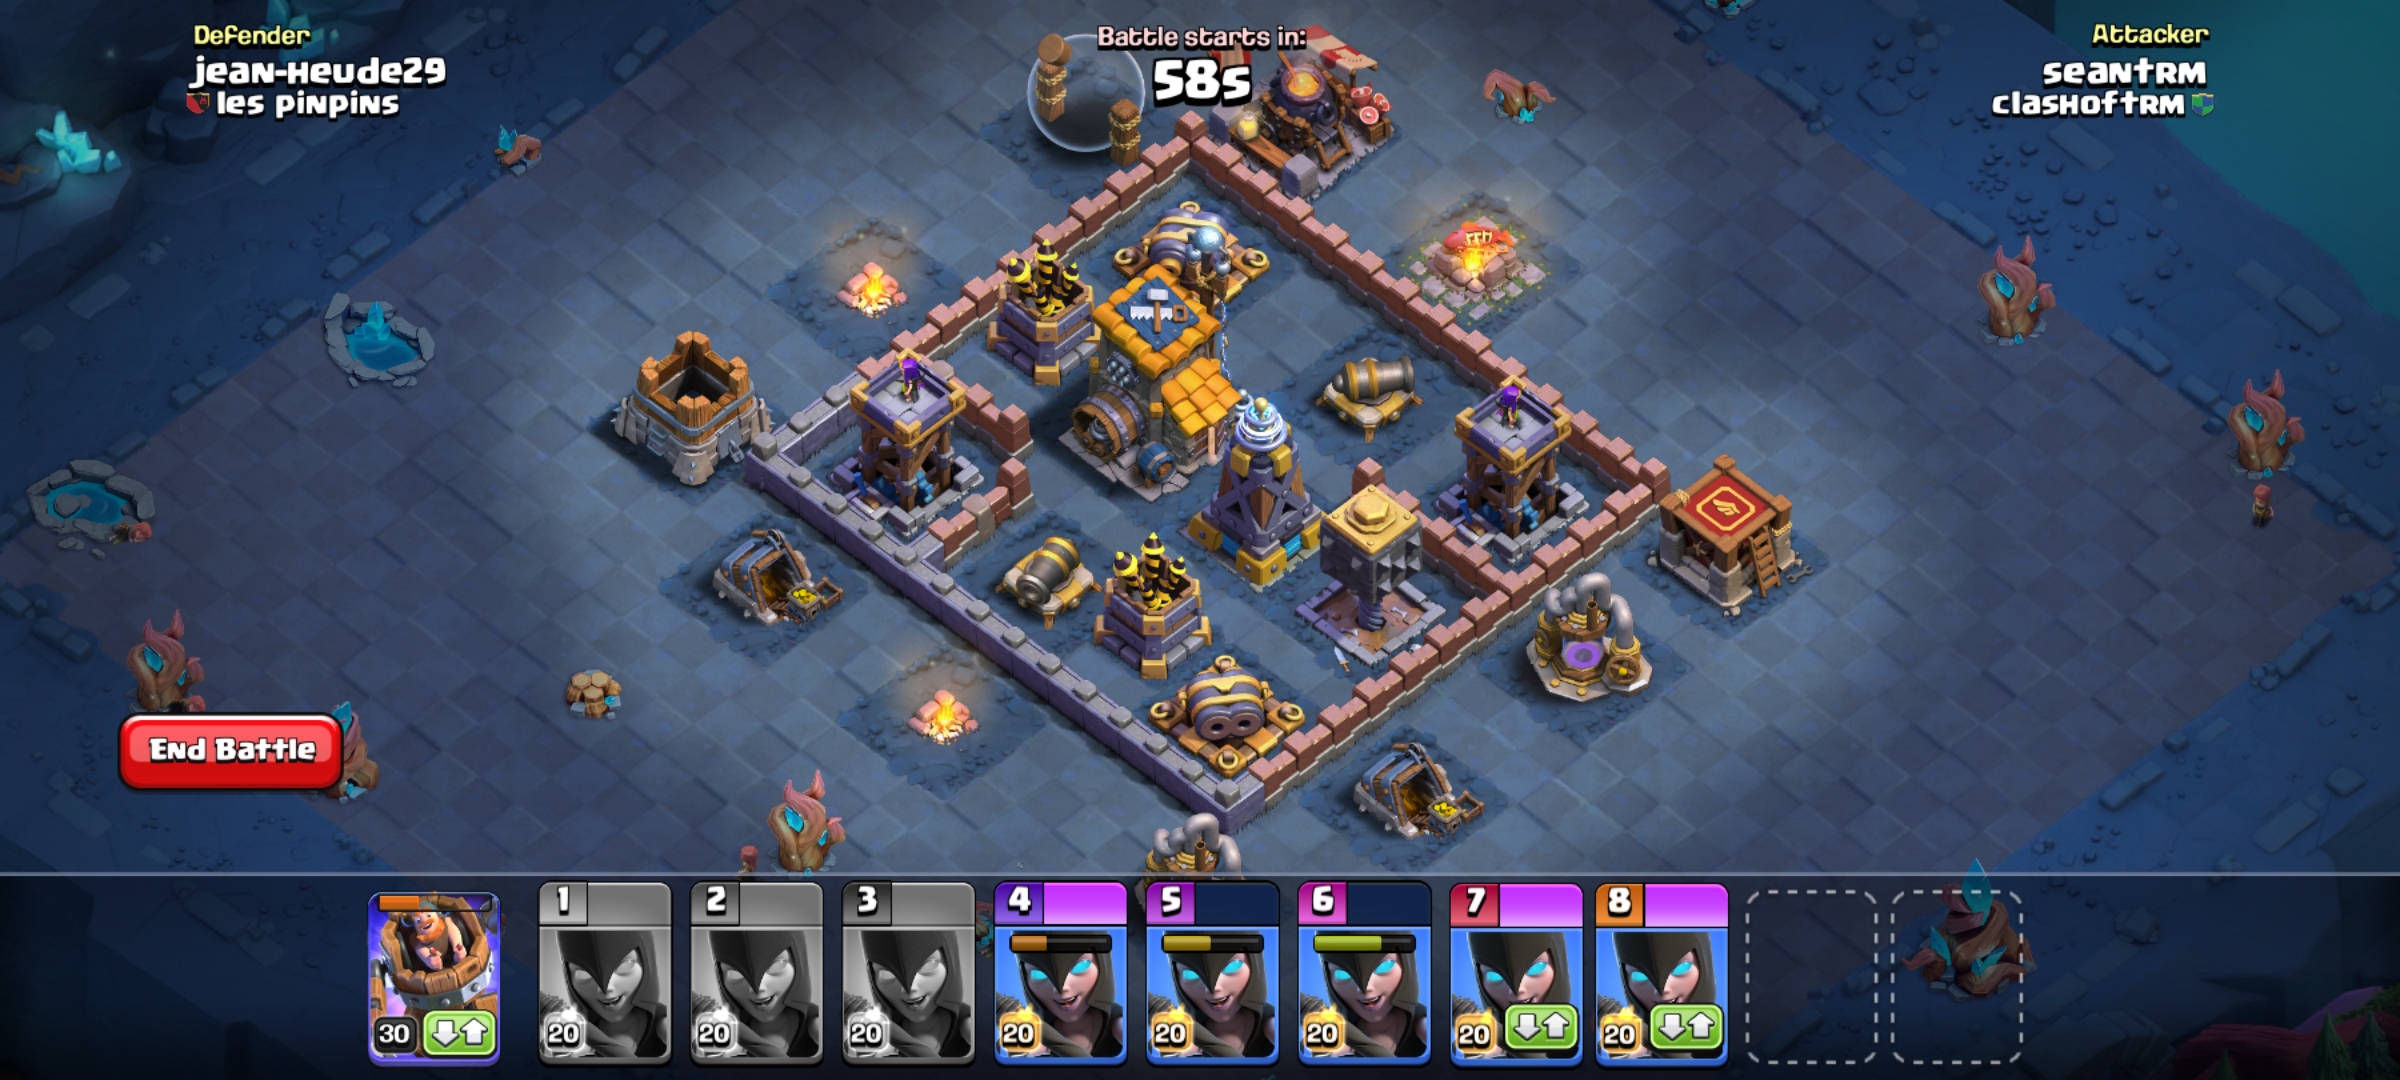 Defender
jean-Heude29
les pinpins
Battle starts in:
58s
Attacker
seantrm
clashoftrm
End Battle
30
1
20
2
20
3
20
4
20
5
20
6
20
7
20
8
20